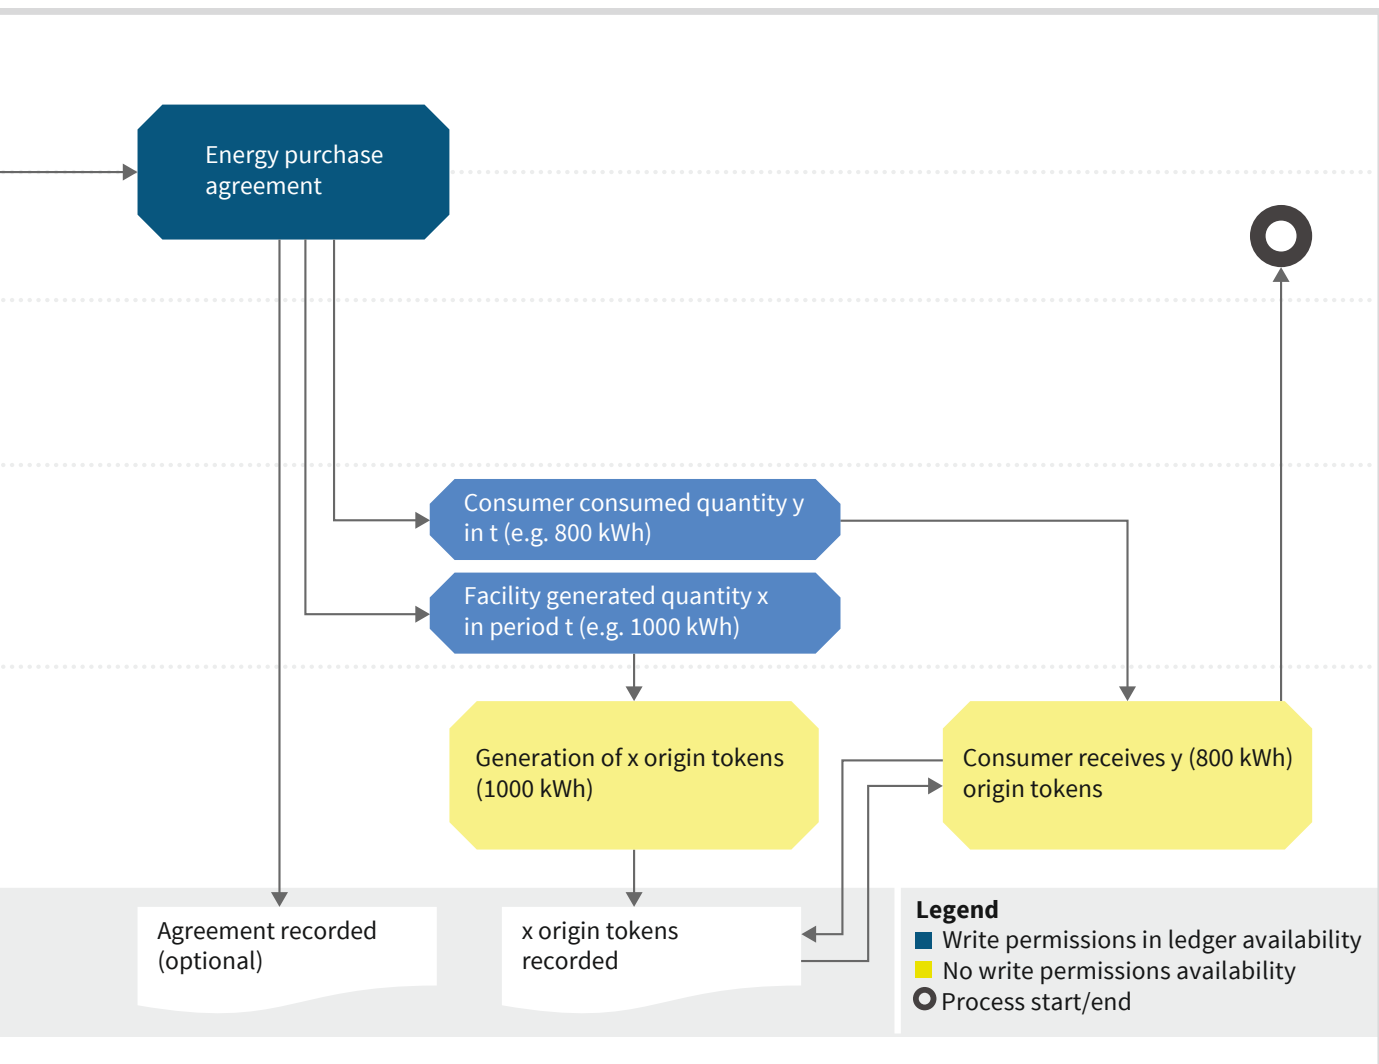 Energy purchase
agreement
Consumer consumed quantity y
in t (e.g. 800 kWh)
Facility generated quantity x
in period t (e.g. 1000 kWh)
Generation of x origin tokens
(1000 kWh)
Consumer receives y (800 kWh)
origin tokens
Agreement recorded
(optional)
x origin tokens
recorded
Legend
Write permissions in ledger availability
No write permissions availability
Process start/end